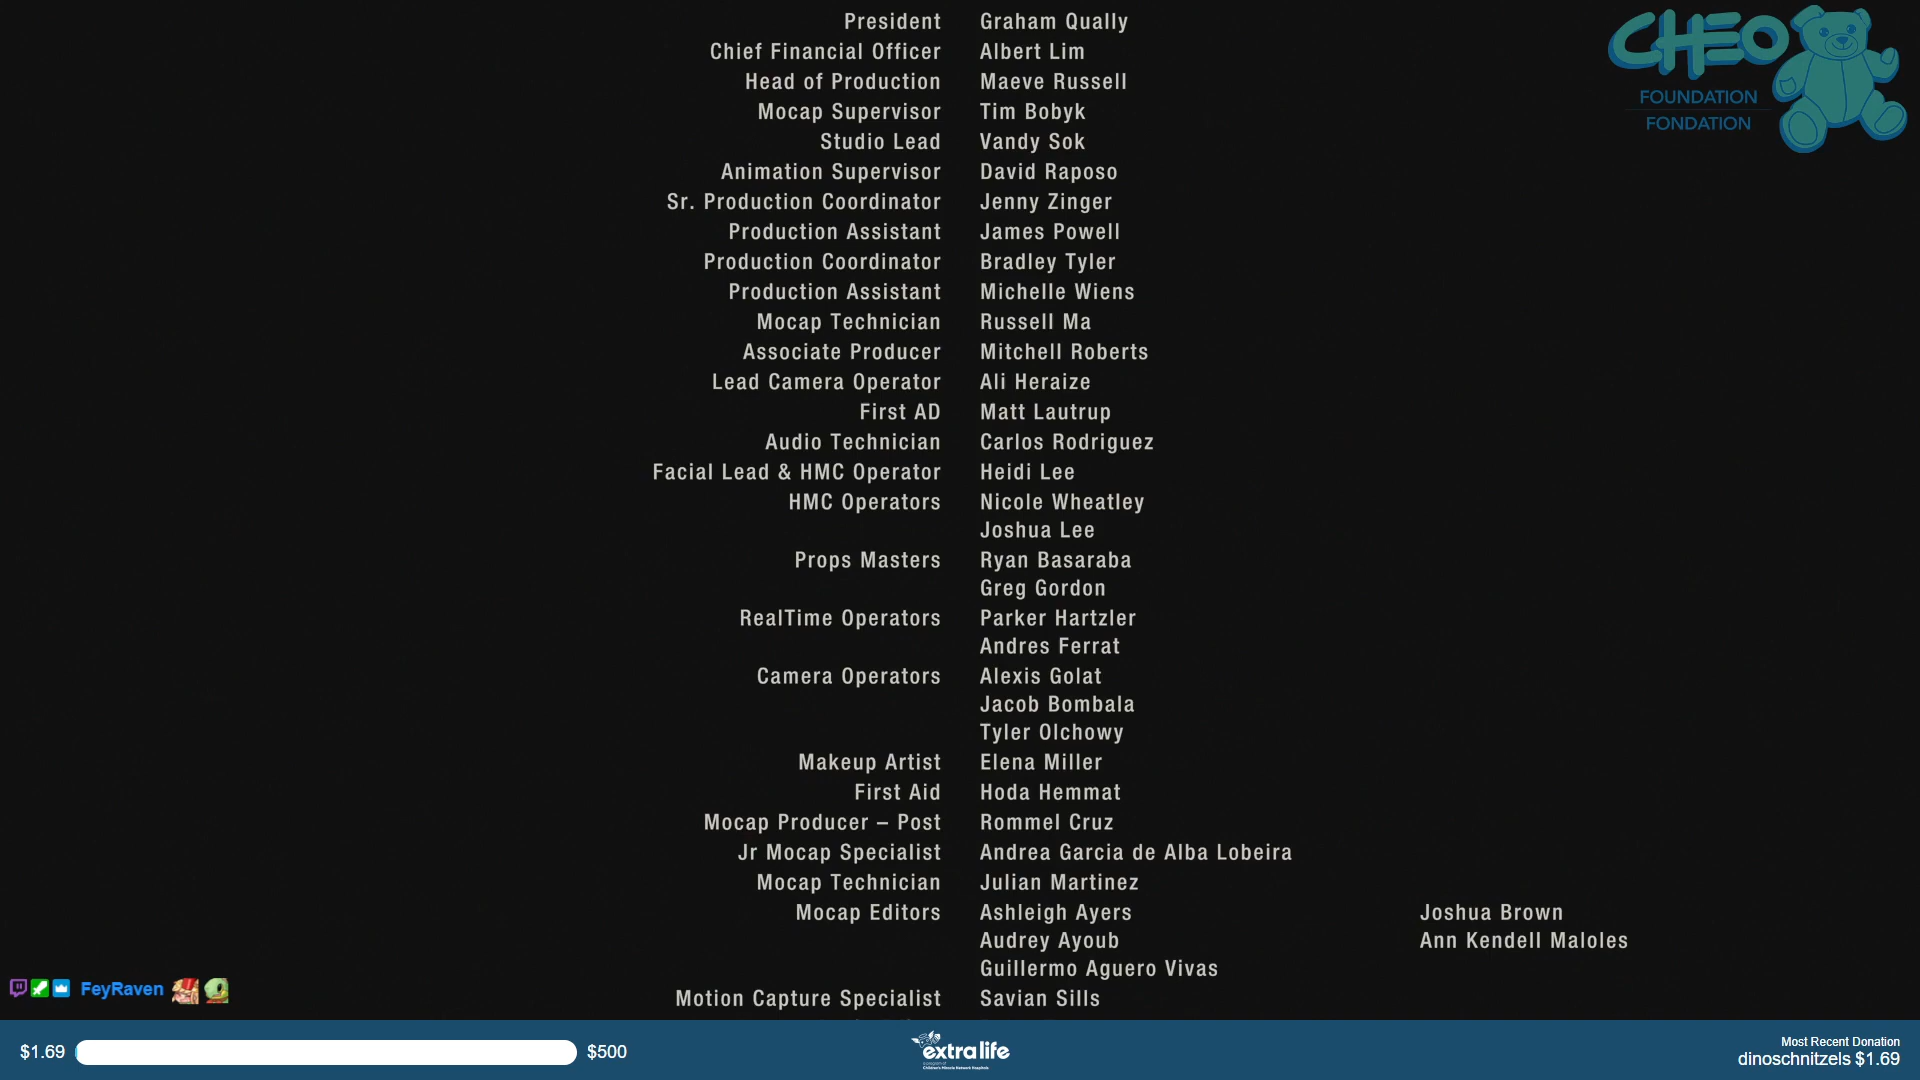 President Graham Qually
Chief Financial Officer Albert Lim
Head of Production Maeve Russell
Mocap Supervisor Tim Bobyk
Studio Lead Vandy Sok
Animation Supervisor David Raposo
Sr. Production Coordinator Jenny Zinger
Production Assistant James Powell
Production Coordinator Bradley Tyler
Production Assistant Michelle Wiens
Mocap Technician Russell Ma
Associate Producer Mitchell Roberts
Lead Camera Operator Ali Heraize
First AD Matt Lautrup
Audio Technician Carlos Rodriguez
Facial Lead & HMC Operator Heidi Lee
HMC Operators Nicole Wheatley
Joshua Lee
Props Masters Ryan Basaraba
Greg Gordon
RealTime Operators Parker Hartzler
Andres Ferrat
Camera Operators Alexis Golat
Jacob Bombala
Tyler Olchowy
Makeup Artist Elena Miller
First Aid Hoda Hemmat
Mocap Producer – Post Rommel Cruz
Jr Mocap Specialist Andrea Garcia de Alba Lobeira
Mocap Technician Julian Martinez
Mocap Editors Ashleigh Ayers Joshua Brown
Audrey Ayoub Ann Kendell Maloles
Guillermo Aguero Vivas
Motion Capture Specialist Savian Sills
CHEO
FOUNDATION
FONDATION
FeyRaven
$1.69 $500
extra life
Children's Miracle Network Hospitals
Most Recent Donation
dinoschnitzels $1.69